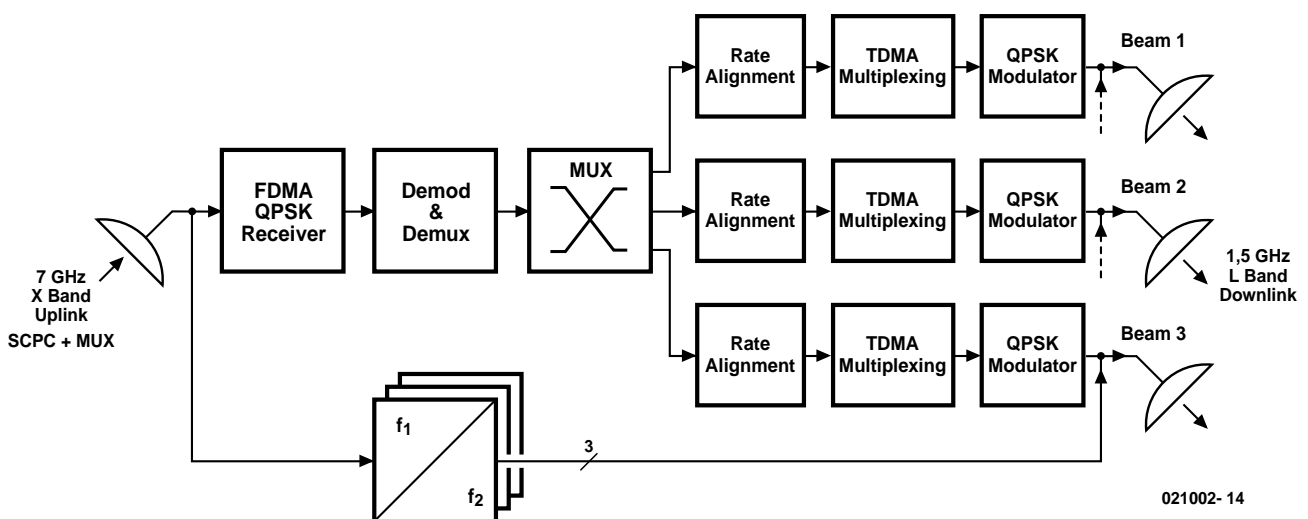 7 GHz
X Band
Uplink
SCPC + MUX
FDMA
QPSK
Receiver
Demod
&
Demux
MUX
Rate
Alignment
TDMA
Multiplexing
QPSK
Modulator
Beam 1
Rate
Alignment
TDMA
Multiplexing
QPSK
Modulator
Beam 2
1,5 GHz
L Band
Downlink
Rate
Alignment
TDMA
Multiplexing
QPSK
Modulator
Beam 3
f1
f2
3
021002- 14